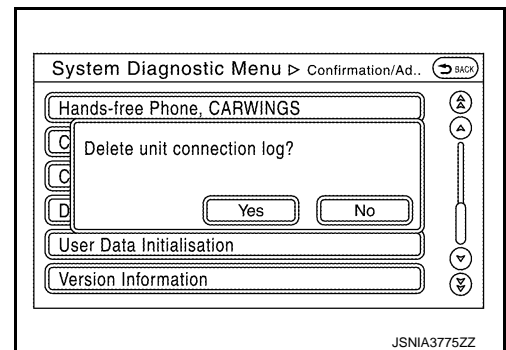 System Diagnostic Menu ▷ Confirmation/Ad.. BACK
Hands-free Phone, CARWINGS
C
Delete unit connection log?
C
D
Yes No
User Data Initialisation
Version Information
JSNIA3775ZZ